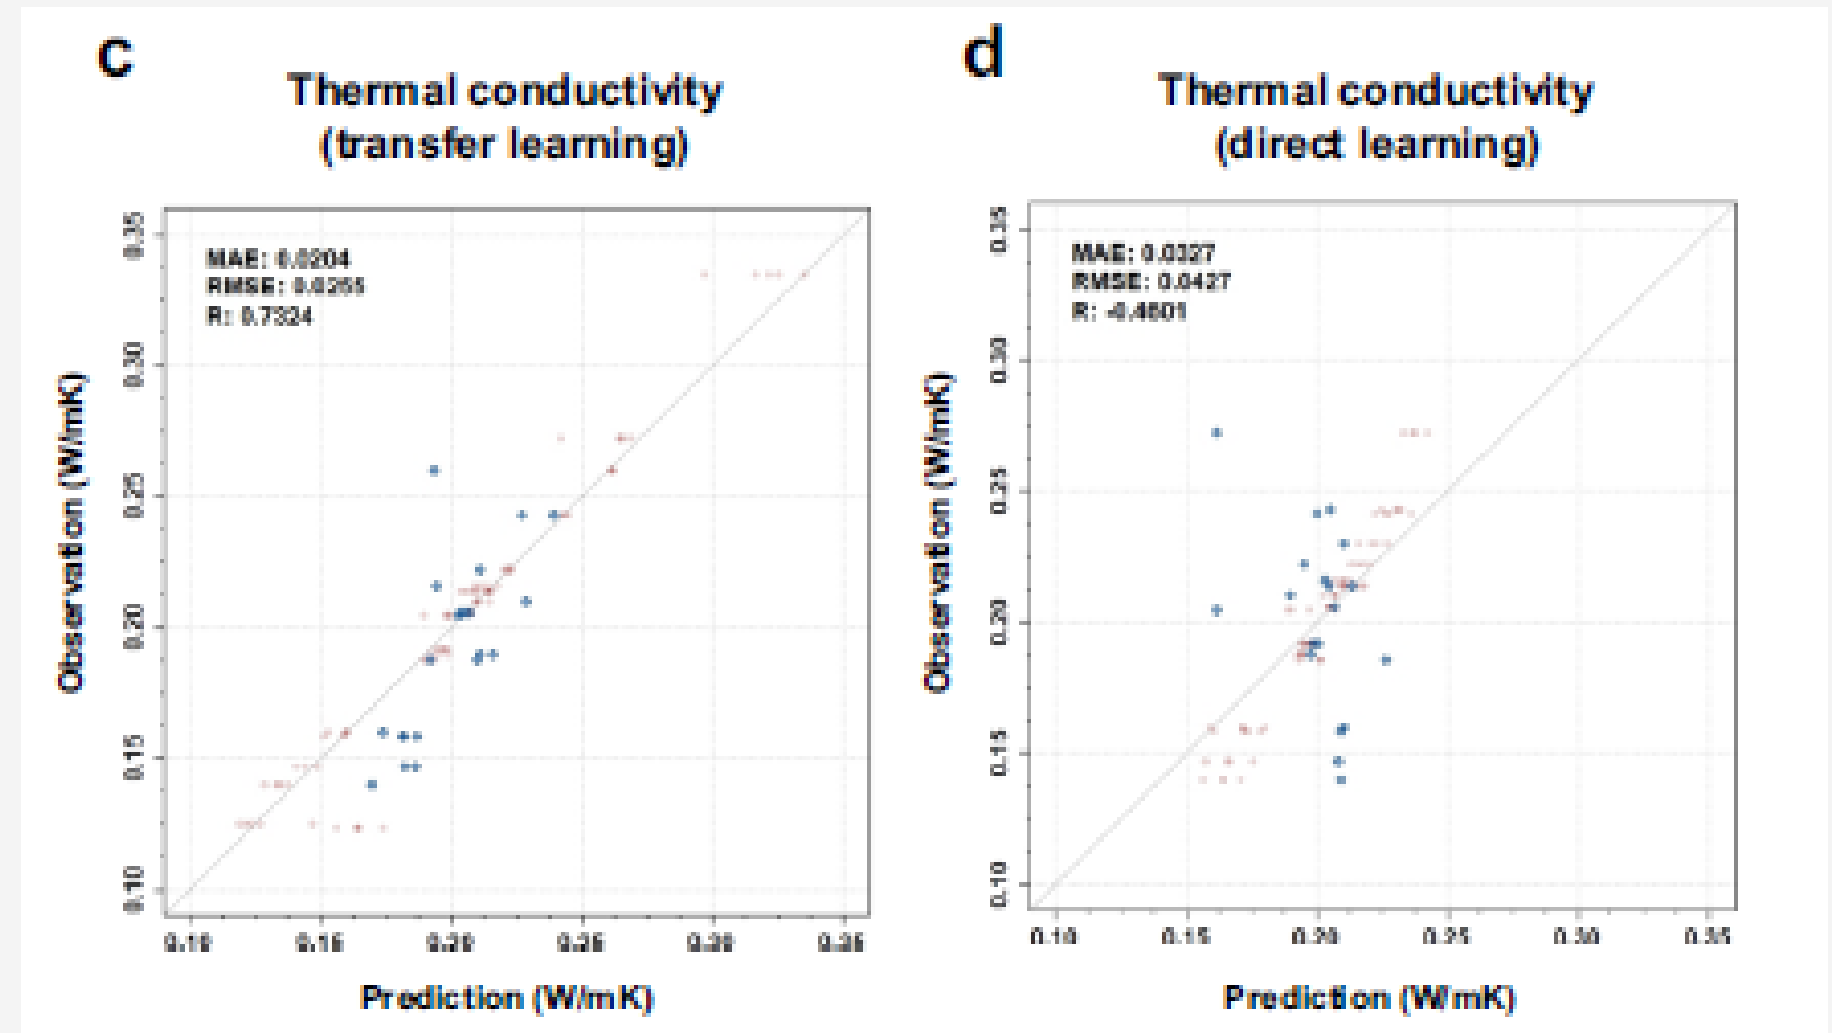 c
Thermal conductivity
(transfer learning)
MAE: 0.0204
RMSE: 0.0255
R: 0.7324
Observation (W/mK)
0.35
0.30
0.25
0.20
0.15
0.10
0.10 0.15 0.20 0.25 0.30 0.35
Prediction (W/mK)
d
Thermal conductivity
(direct learning)
MAE: 0.0327
RMSE: 0.0427
Observation (W/mK)
0.35
0.30
0.25
0.20
0.15
0.10
0.10 0.15 0.20 0.25 0.30 0.35
Prediction (W/mK)